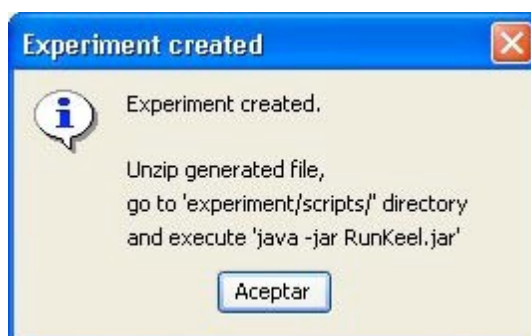 Experiment created
Experiment created.
Unzip generated file,
go to 'experiment/scripts/'' directory
and execute 'java -jar RunKeel.jar'
Aceptar